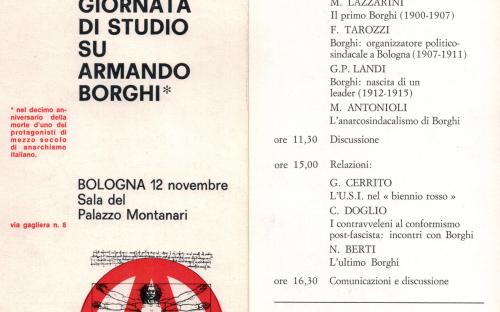 GIORNATA
DI STUDIO
SU
ARMANDO
BORGHI*
* nel decimo an-
niversario della
morte d'uno dei
protagonisti di
mezzo secolo
di anarchismo
italiano.
BOLOGNA 12 novembre
Sala del
Palazzo Montanari
via gagliera n. 8
M. LAZZARINI
Il primo Borghi (1900-1907)
F. TAROZZI
Borghi: organizzatore politico-
sindacale a Bologna (1907-1911)
G.P. LANDI
Borghi: nascita di un
leader (1912-1915)
M. ANTONIOLI
L'anarcosindacalismo di Borghi
ore 11,30 Discussione
ore 15,00 Relazioni:
G. CERRITO
L'U.S.I. nel « biennio rosso »
C. DOGLIO
I contravveleni al conformismo
post-fascista: incontri con Borghi
N. BERTI
L'ultimo Borghi
ore 16,30 Comunicazioni e discussione